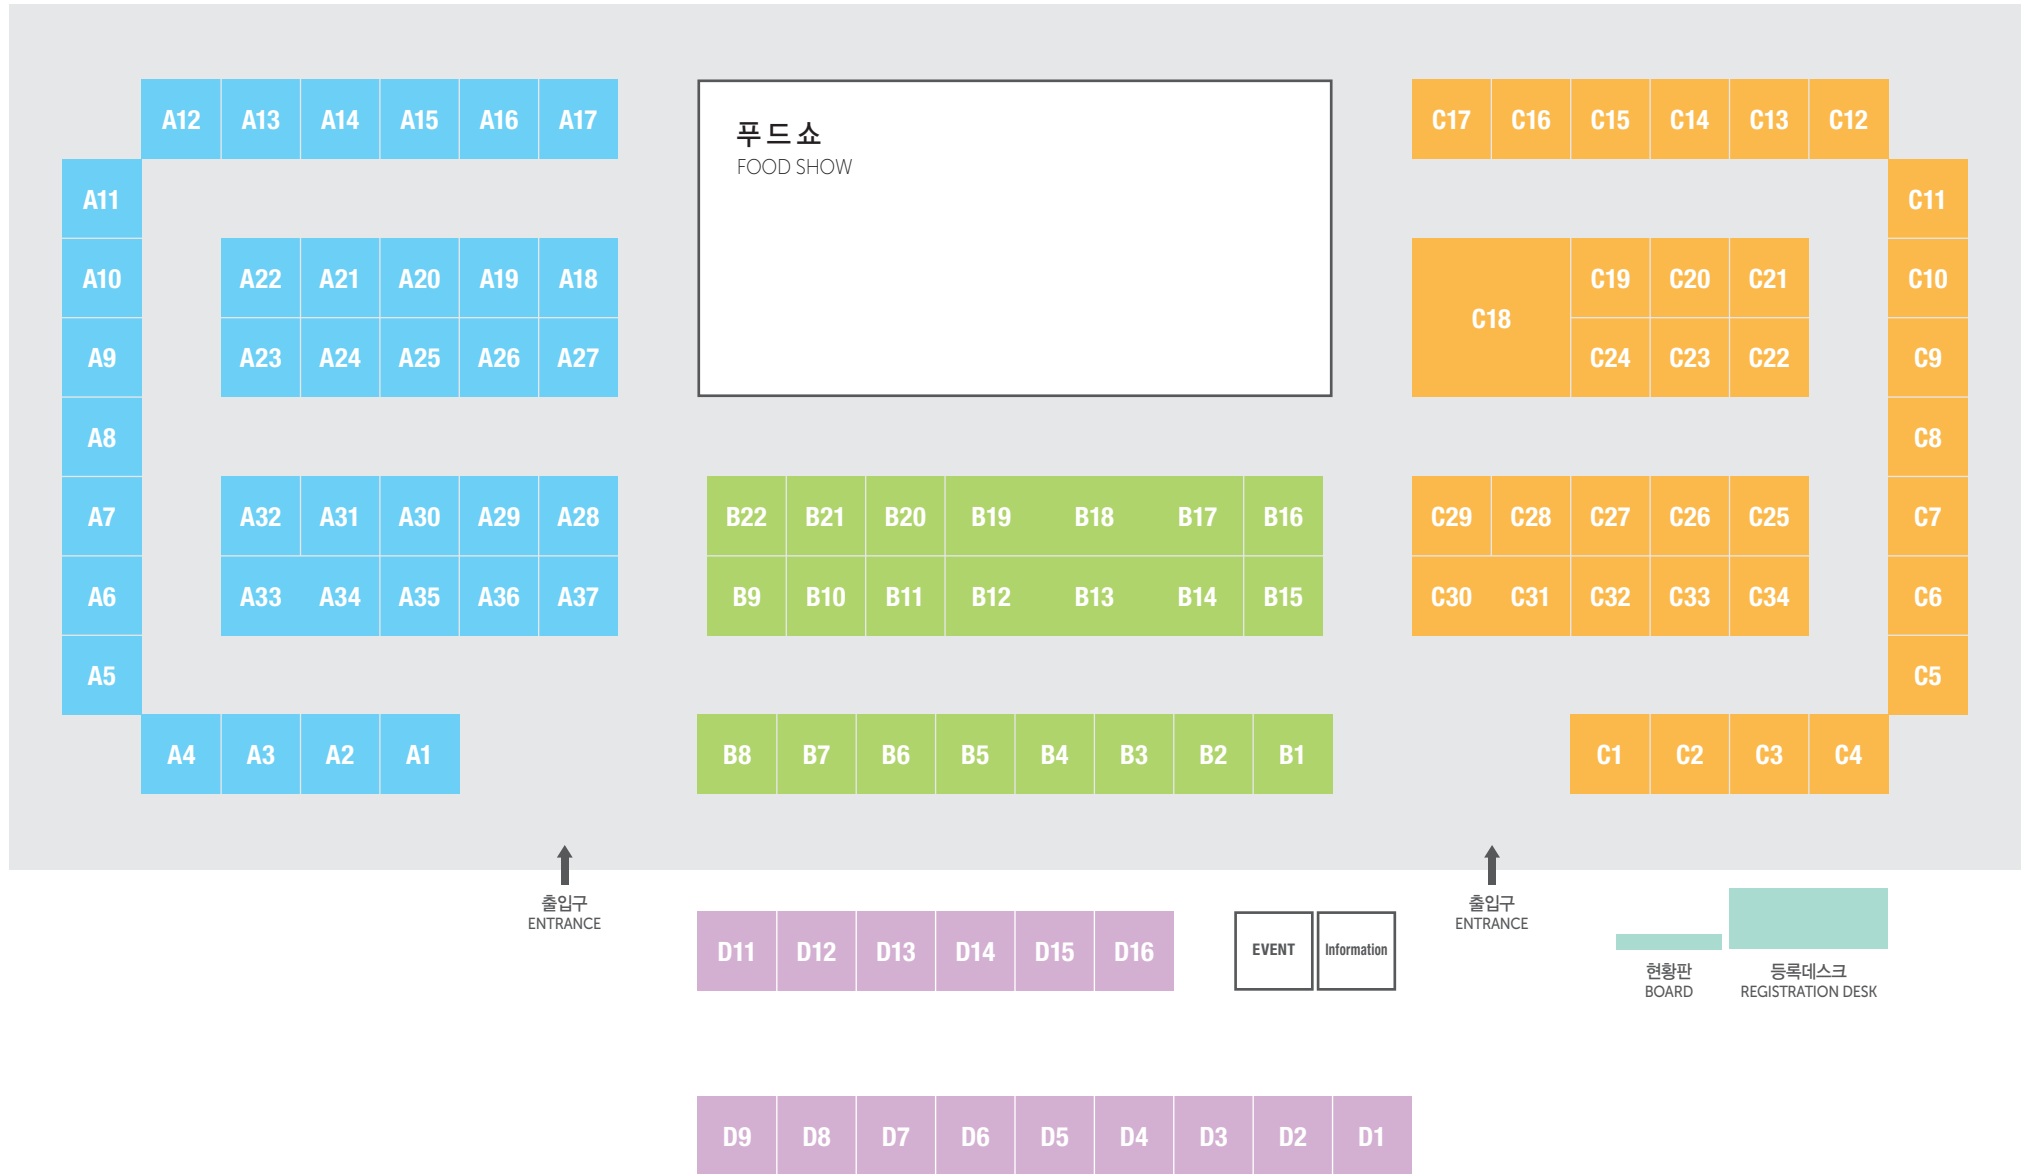 A12 A13 A14 A15 A16 A17
푸드쇼
FOOD SHOW
C17 C16 C15 C14 C13 C12
A11
C11
A10 A22 A21 A20 A19 A18
C18
C19 C20 C21 C10
A9 A23 A24 A25 A26 A27
C24 C23 C22 C9
A8
C8
A7 A32 A31 A30 A29 A28
B22 B21 B20 B19 B18 B17 B16
C29 C28 C27 C26 C25 C7
A6 A33 A34 A35 A36 A37
B9 B10 B11 B12 B13 B14 B15
C30 C31 C32 C33 C34 C6
A5
C5
A4 A3 A2 A1
B8 B7 B6 B5 B4 B3 B2 B1
C1 C2 C3 C4
출입구
ENTRANCE
출입구
ENTRANCE
D11 D12 D13 D14 D15 D16
EVENT
Information
현황판
BOARD
등록데스크
REGISTRATION DESK
D9 D8 D7 D6 D5 D4 D3 D2 D1